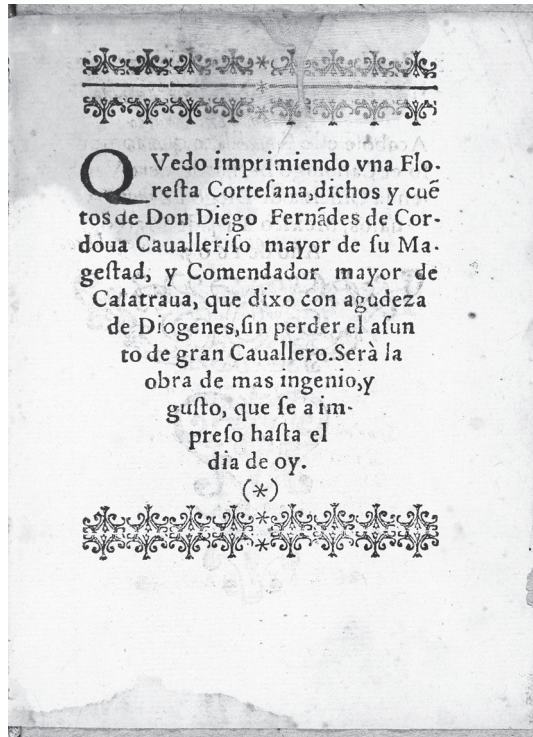 QVedo imprimiendo vna Flo-
resta Cortesana, dichos y cuẽ
tos de Don Diego Fernãdes de Cor-
doua Caualleriso mayor de su Ma-
gestad, y Comendador mayor de
Calatraua, que dixo con agudeza
de Diogenes, sin perder el asun
to de gran Cauallero. Serà la
obra de mas ingenio, y
gusto, que se a im-
preso hasta el
dia de oy.
(*)